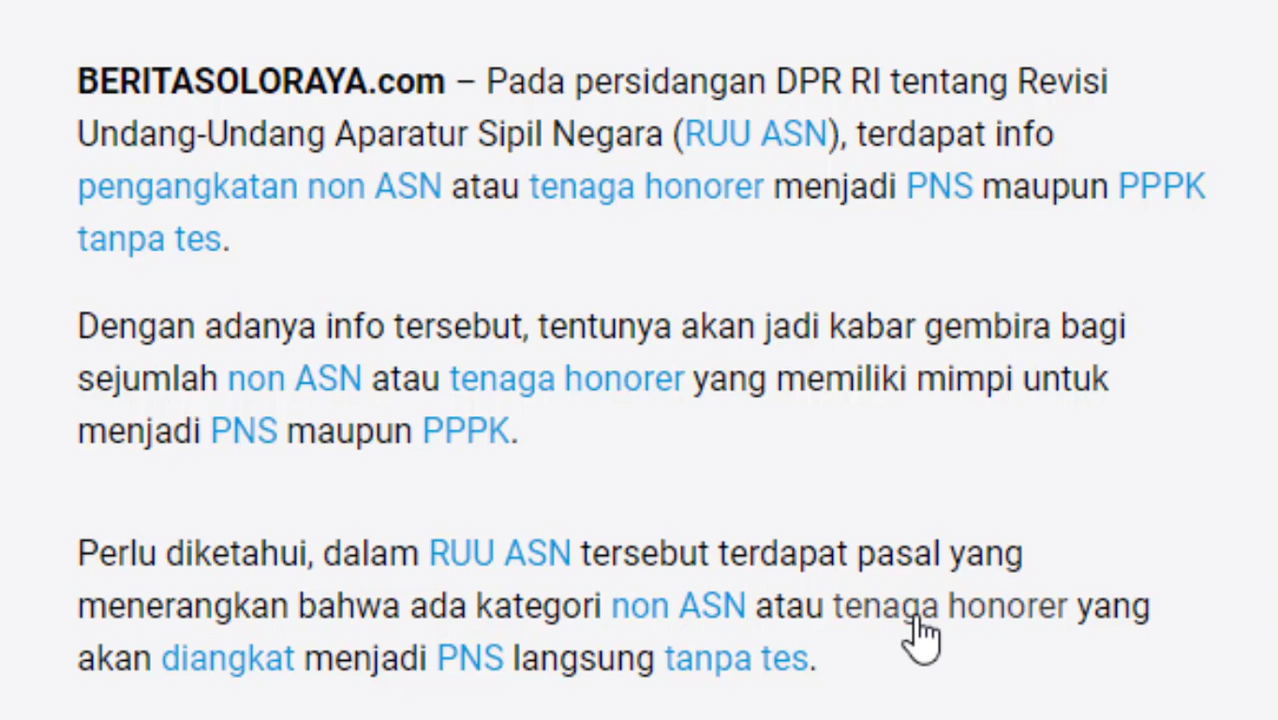 BERITASOLORAYA.com – Pada persidangan DPR RI tentang Revisi
Undang-Undang Aparatur Sipil Negara (RUU ASN), terdapat info
pengangkatan non ASN atau tenaga honorer menjadi PNS maupun PPPK
tanpa tes.
Dengan adanya info tersebut, tentunya akan jadi kabar gembira bagi
sejumlah non ASN atau tenaga honorer yang memiliki mimpi untuk
menjadi PNS maupun PPPK.
Perlu diketahui, dalam RUU ASN tersebut terdapat pasal yang
menerangkan bahwa ada kategori non ASN atau tenaga honorer yang
akan diangkat menjadi PNS langsung tanpa tes.